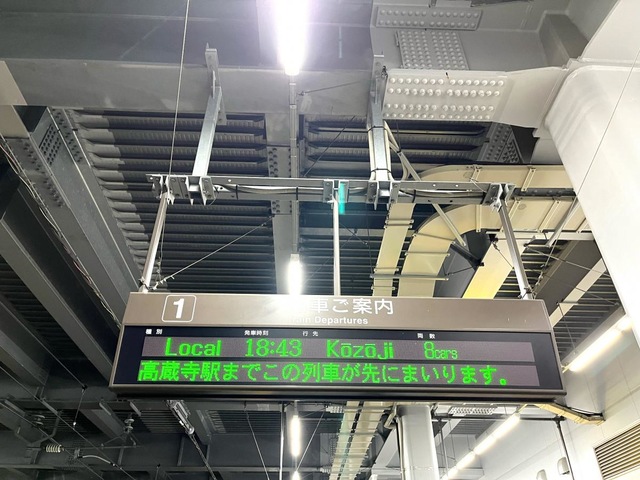 1
車ご案内
Departures
種別 発車時刻 行先 両数
Local 18:43 Kōzōji 8cars
高蔵寺駅までこの列車が先にまいります。